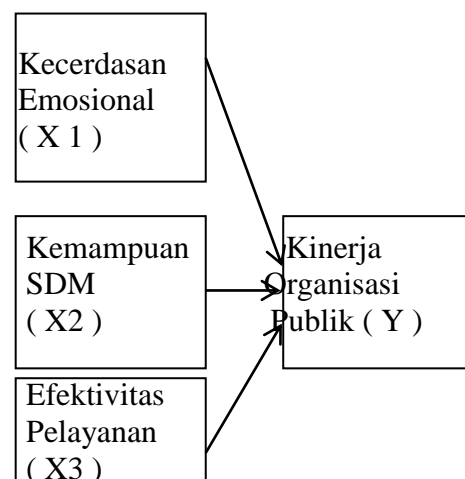 Kecerdasan
Emosional
( X 1 )
Kemampuan
SDM
( X2 )
Kinerja
Organisasi
Publik ( Y )
Efektivitas
Pelayanan
( X3 )